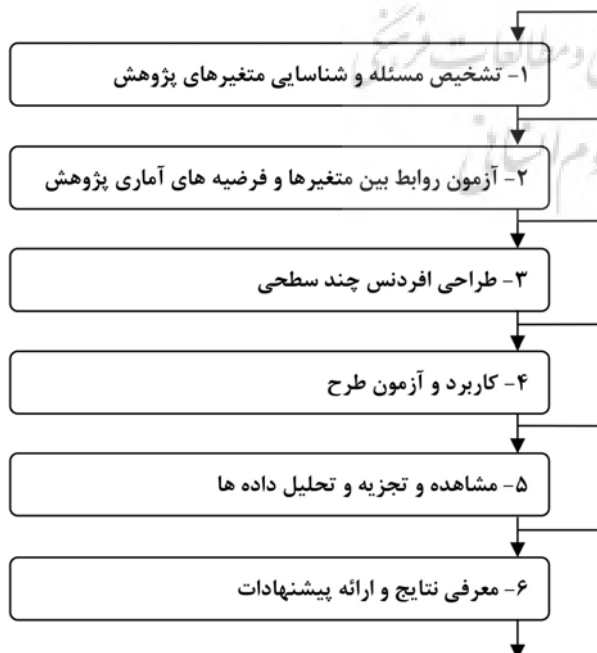 ۱- تشخیص مسئله و شناسایی متغیرهای پژوهش
۲- آزمون روابط بین متغیرها و فرضیه های آماری پژوهش
۳- طراحی افردنس چند سطحی
۴- کاربرد و آزمون طرح
۵- مشاهده و تجزیه و تحلیل داده ها
۶- معرفی نتایج و ارائه پیشنهادات